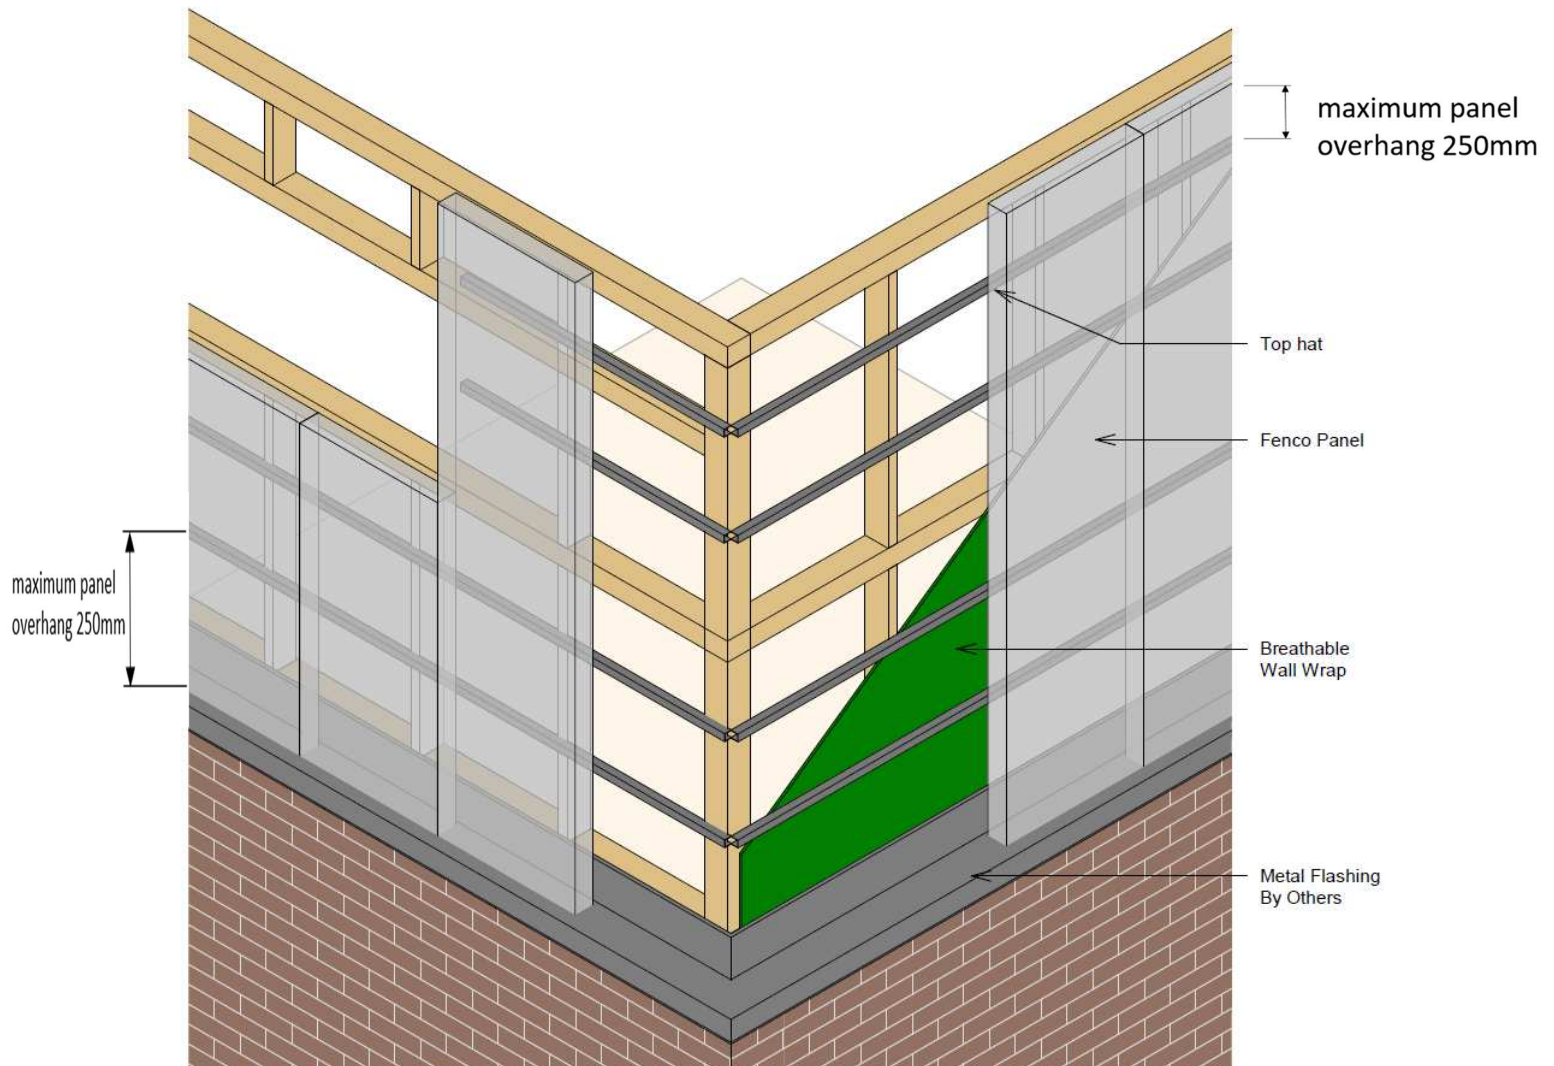 maximum panel
overhang 250mm
Top hat
Fenco Panel
maximum panel
overhang 250mm
Breathable
Wall Wrap
Metal Flashing
By Others